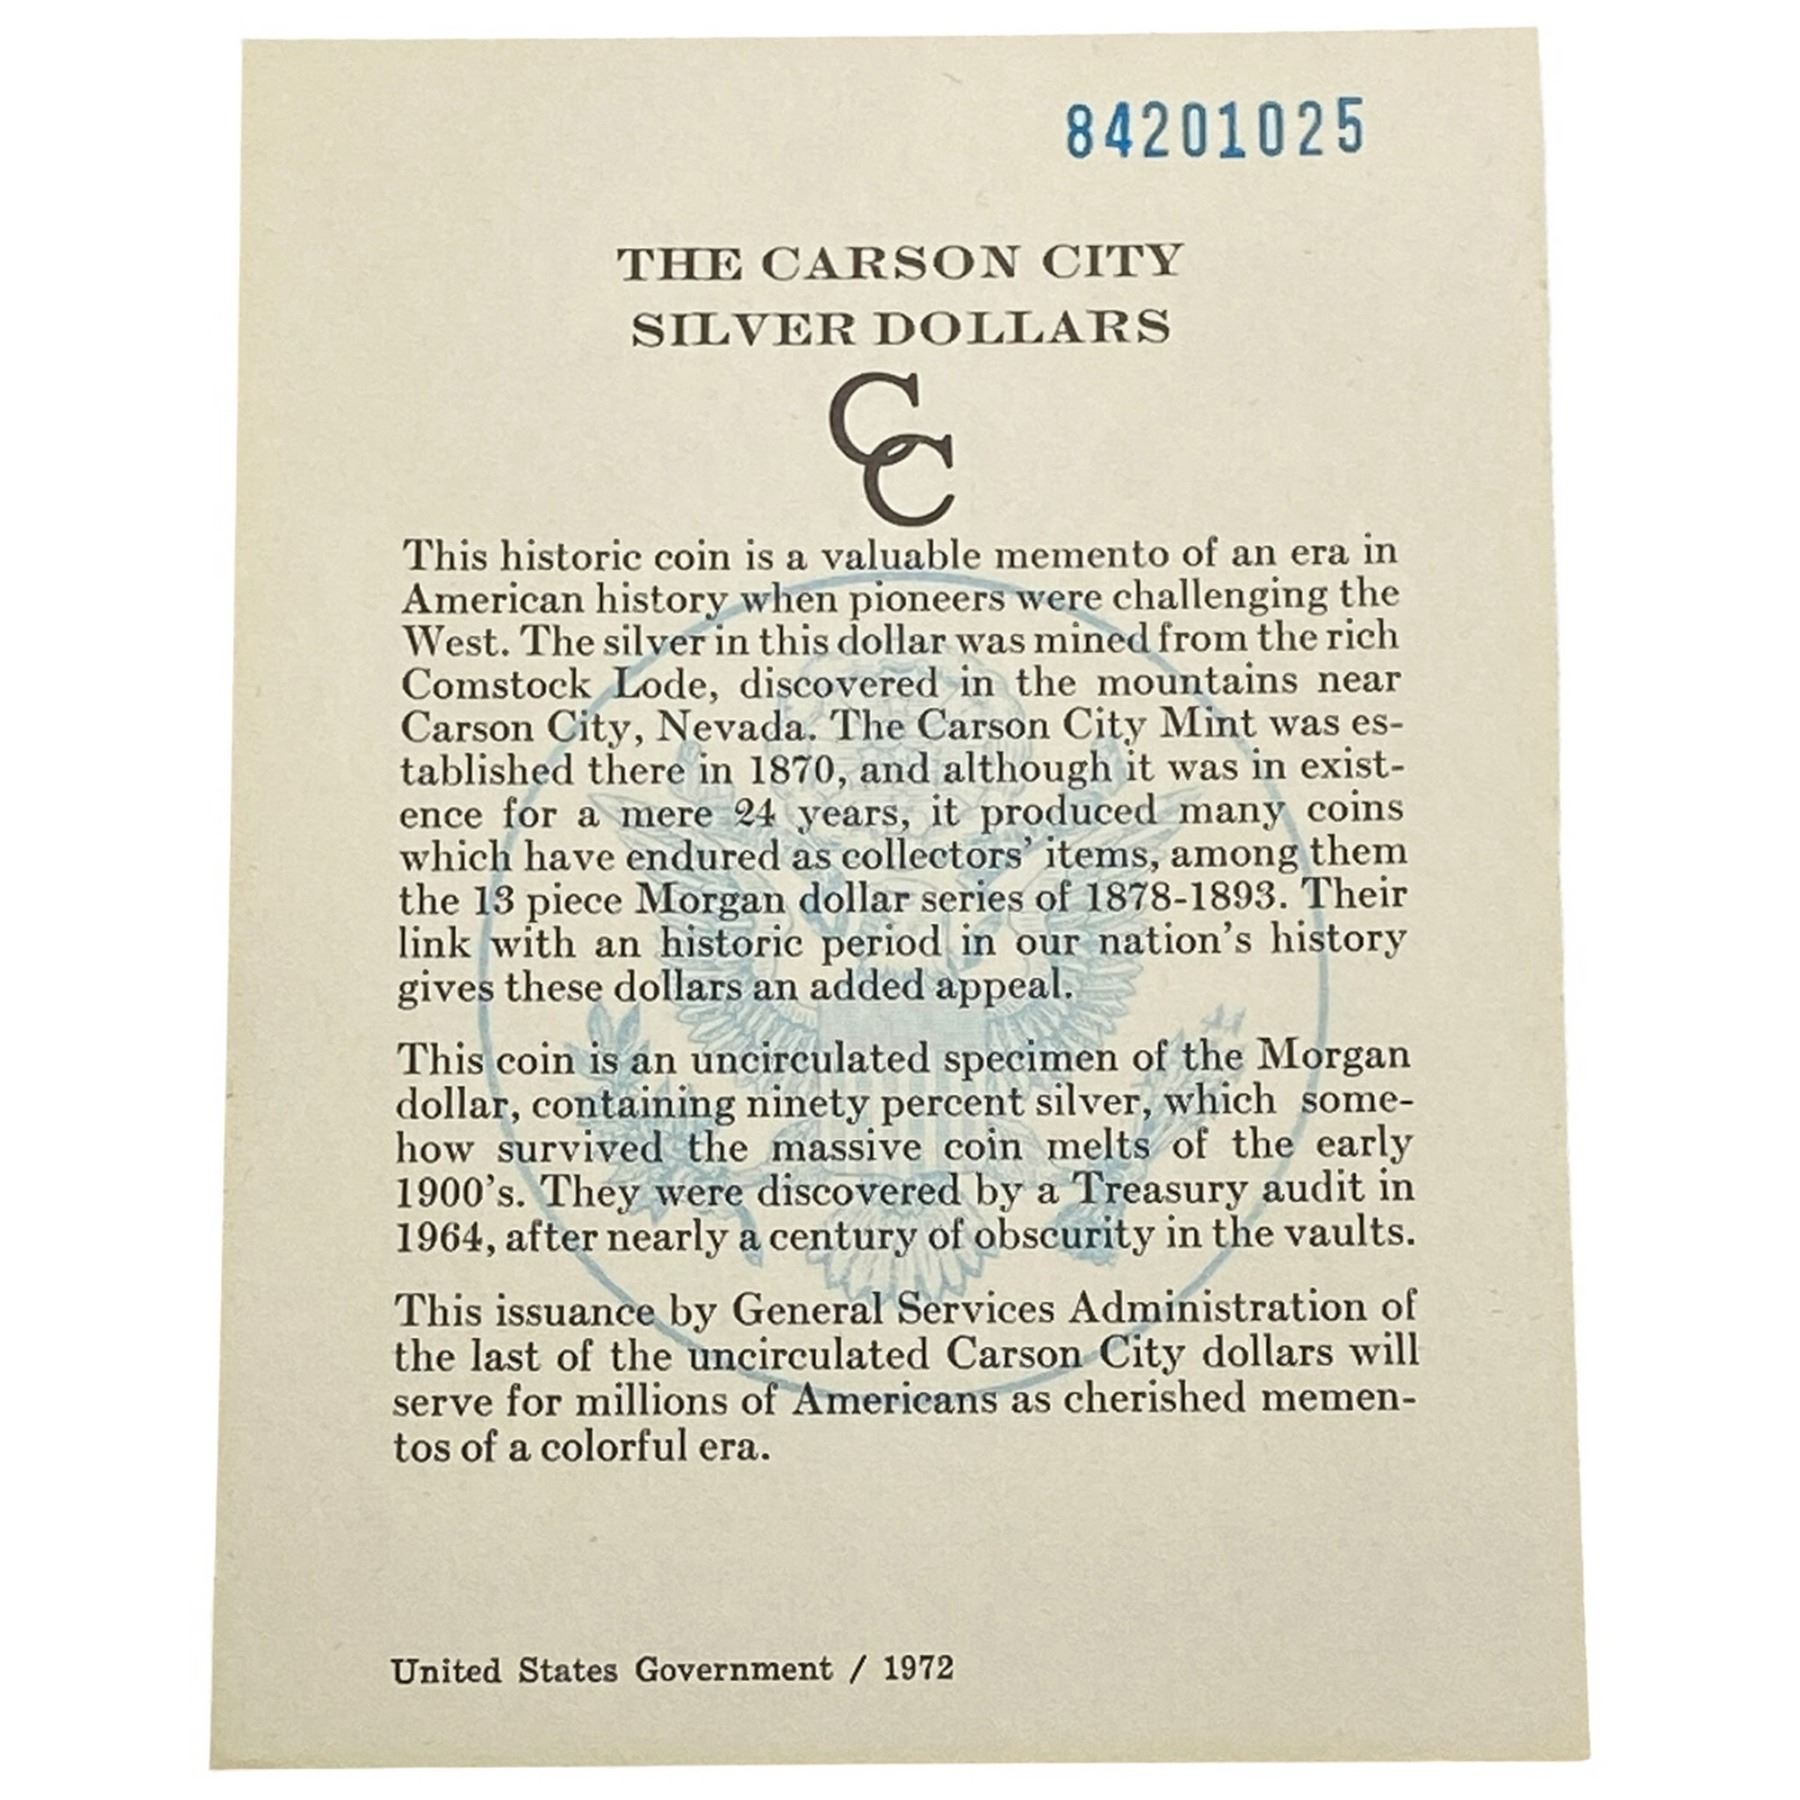 84201025
THE CARSON CITY
SILVER DOLLARS
CC
This historic coin is a valuable memento of an era in
American history when pioneers were challenging the
West. The silver in this dollar was mined from the rich
Comstock Lode, discovered in the mountains near
Carson City, Nevada. The Carson City Mint was es-
tablished there in 1870, and although it was in exist-
ence for a mere 24 years, it produced many coins
which have endured as collectors' items, among them
the 13 piece Morgan dollar series of 1878-1893. Their
link with an historic period in our nation's history
gives these dollars an added appeal.
This coin is an uncirculated specimen of the Morgan
dollar, containing ninety percent silver, which some-
how survived the massive coin melts of the early
1900's. They were discovered by a Treasury audit in
1964, after nearly a century of obscurity in the vaults.
This issuance by General Services Administration of
the last of the uncirculated Carson City dollars will
serve for millions of Americans as cherished memen-
tos of a colorful era.
United States Government / 1972